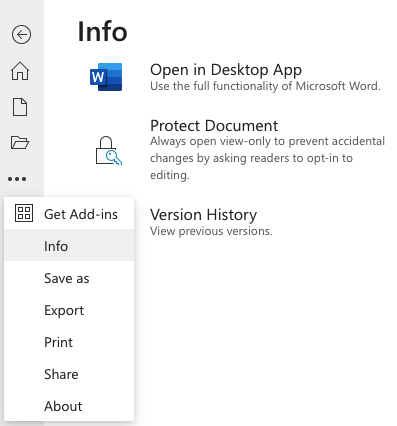 Info
Open in Desktop App
Use the full functionality of Microsoft Word.
Protect Document
Always open view-only to prevent accidental
changes by asking readers to opt-in to
editing.
Version History
View previous versions.
Get Add-ins
Info
Save as
Export
Print
Share
About
W